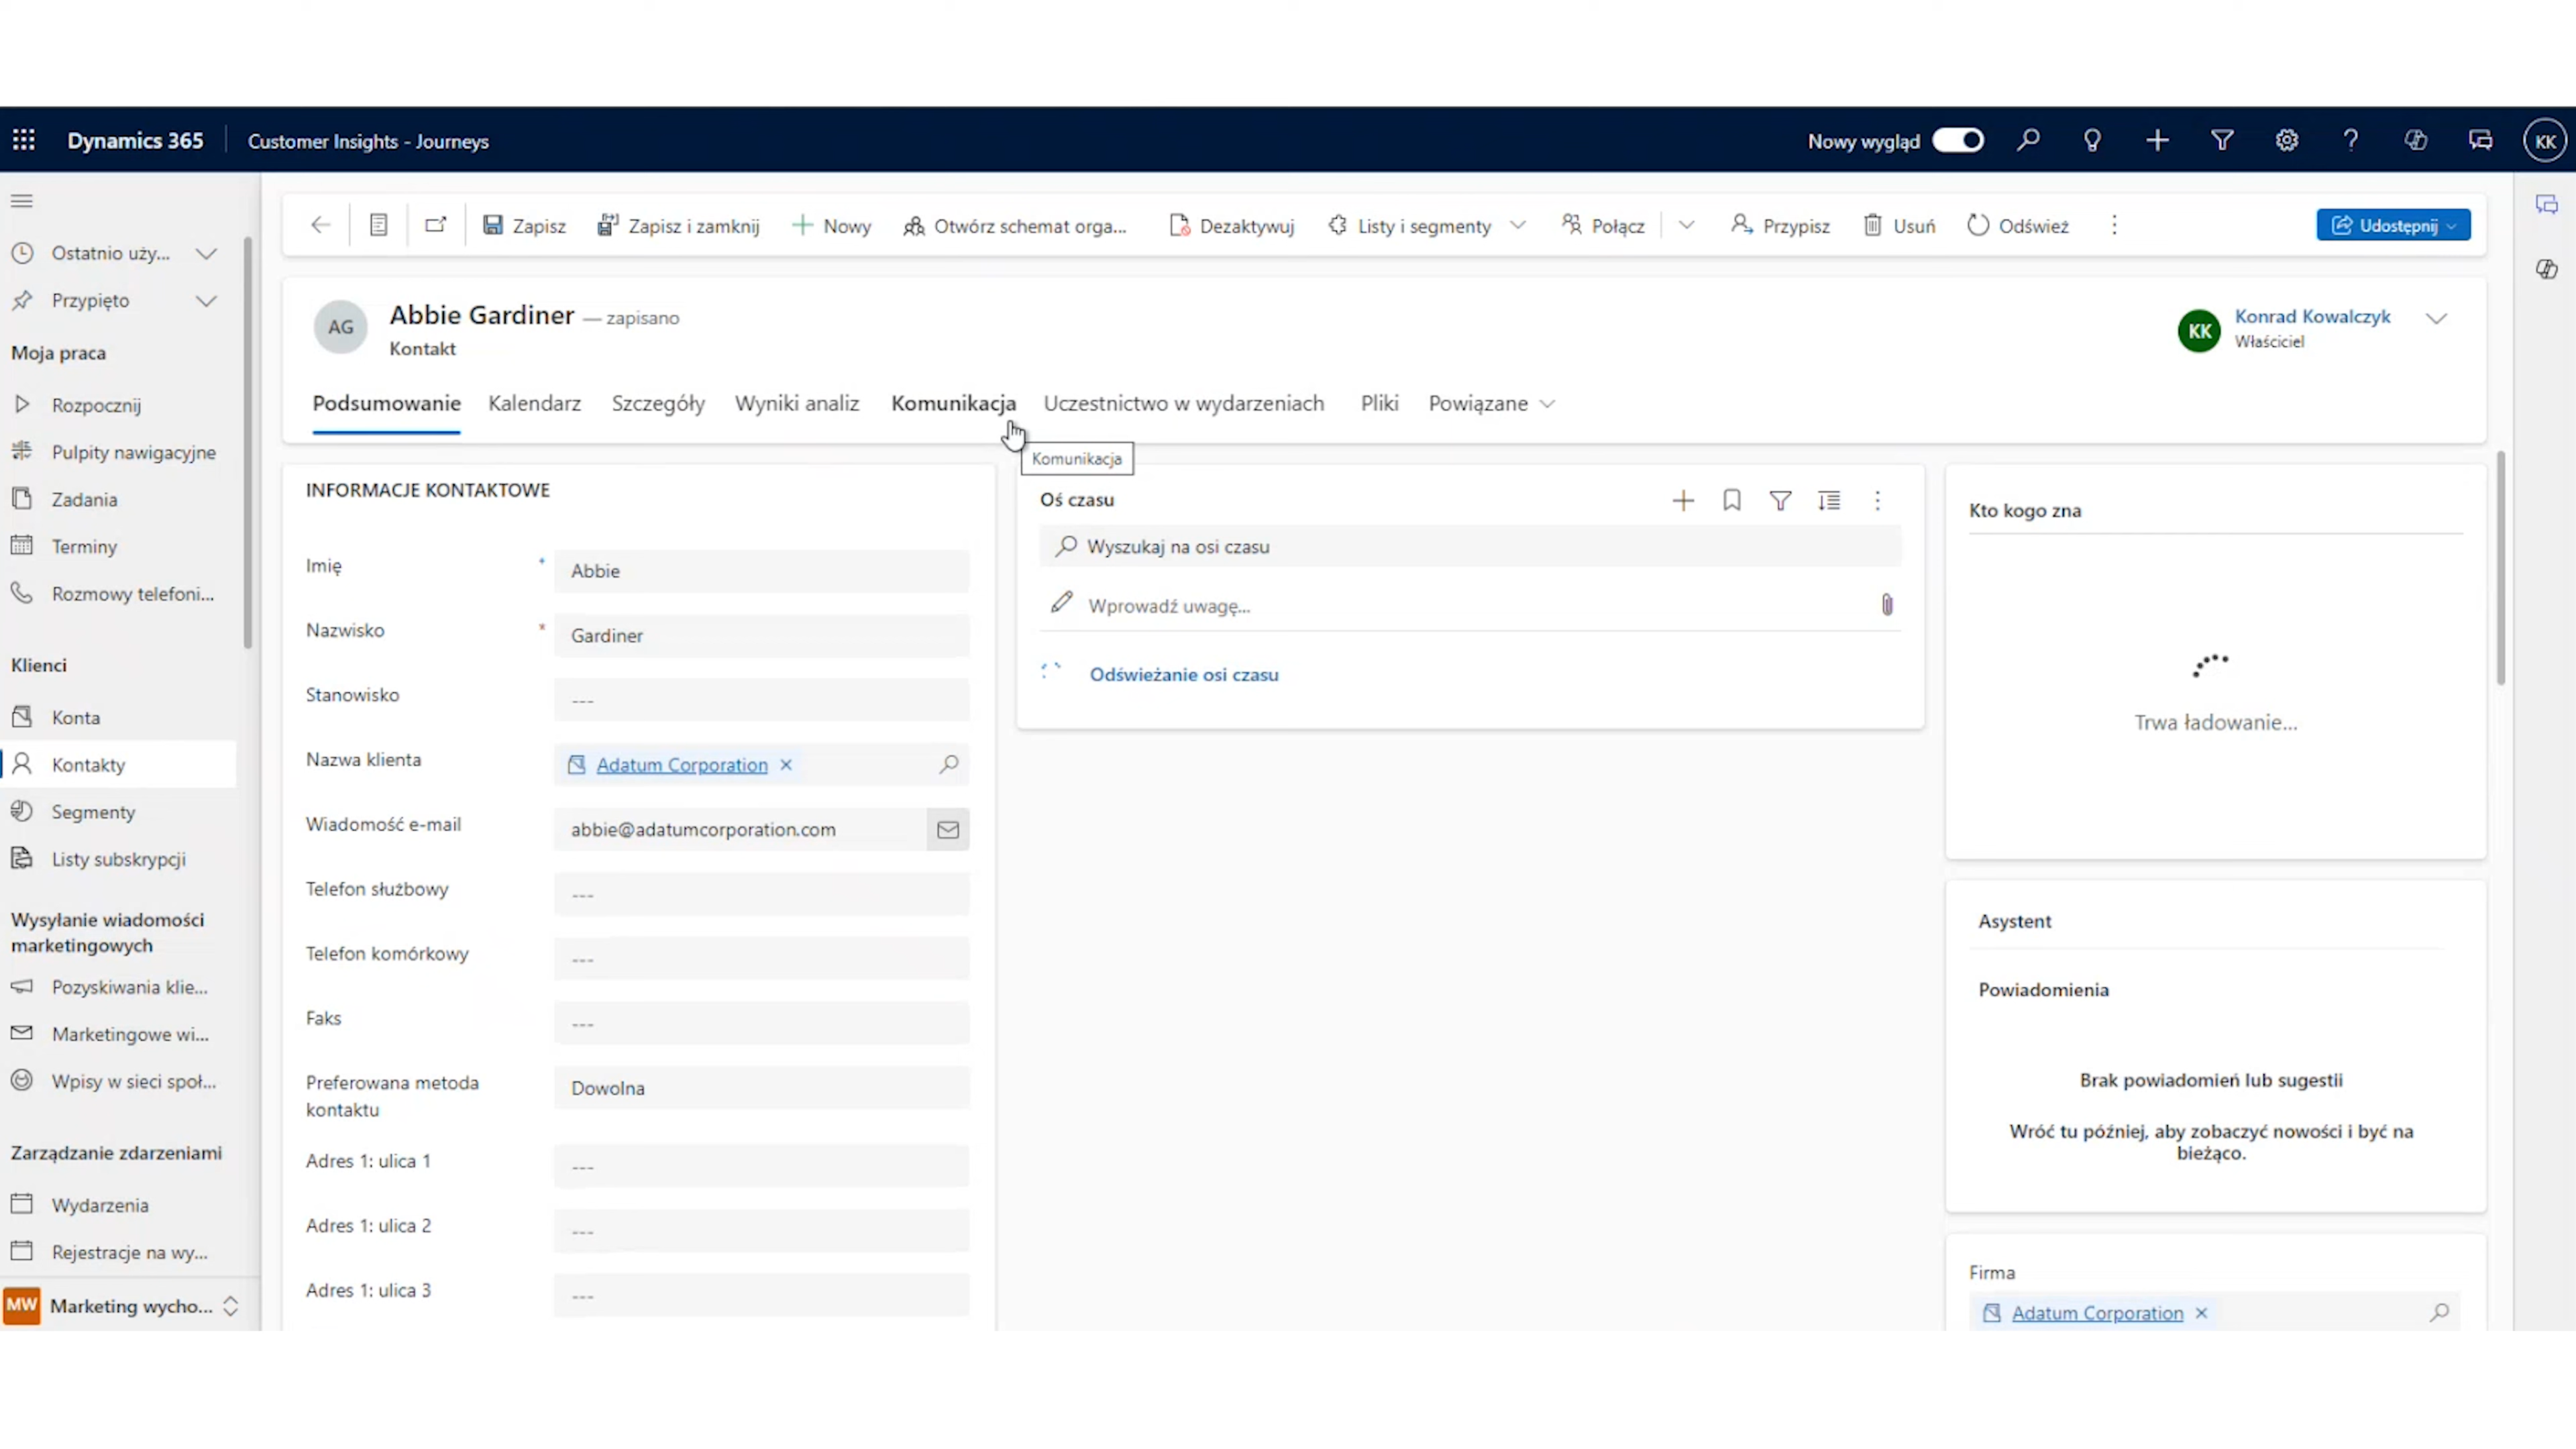 Dynamics 365
Customer Insights - Journeys
Nowy wygląd
KK
Ostatnio uży...
Przypięto
Moja praca
Rozpocznij
Pulpity nawigacyjne
Zadania
Terminy
Rozmowy telefoni...
Klienci
Konta
Kontakty
Segmenty
Listy subskrypcji
Wysyłanie wiadomości
marketingowych
Pozyskiwania klie...
Marketingowe wi...
Wpisy w sieci społ...
Zarządzanie zdarzeniami
Wydarzenia
Rejestracje na wy...
MW Marketing wycho...
Zapisz
Zapisz i zamknij
Nowy
Otwórz schemat orga...
Dezaktywuj
Listy i segmenty
Połącz
Przypisz
Usuń
Odśwież
Udostępnij
AG
Abbie Gardiner — zapisano
Kontakt
KK
Konrad Kowalczyk
Właściciel
Podsumowanie
Kalendarz
Szczegóły
Wyniki analiz
Komunikacja
Uczestnictwo w wydarzeniach
Pliki
Powiązane
Komunikacja
INFORMACJE KONTAKTOWE
Imię * Abbie
Nazwisko * Gardiner
Stanowisko ---
Nazwa klienta Adatum Corporation
Wiadomość e-mail abbie@adatumcorporation.com
Telefon służbowy ---
Telefon komórkowy ---
Faks ---
Preferowana metoda
kontaktu
Dowolna
Adres 1: ulica 1 ---
Adres 1: ulica 2 ---
Adres 1: ulica 3 ---
Oś czasu
Wyszukaj na osi czasu
Wprowadź uwagę...
Odświeżanie osi czasu
Kto kogo zna
Trwa ładowanie...
Asystent
Powiadomienia
Brak powiadomień lub sugestii
Wróć tu później, aby zobaczyć nowości i być na
bieżąco.
Firma
Adatum Corporation